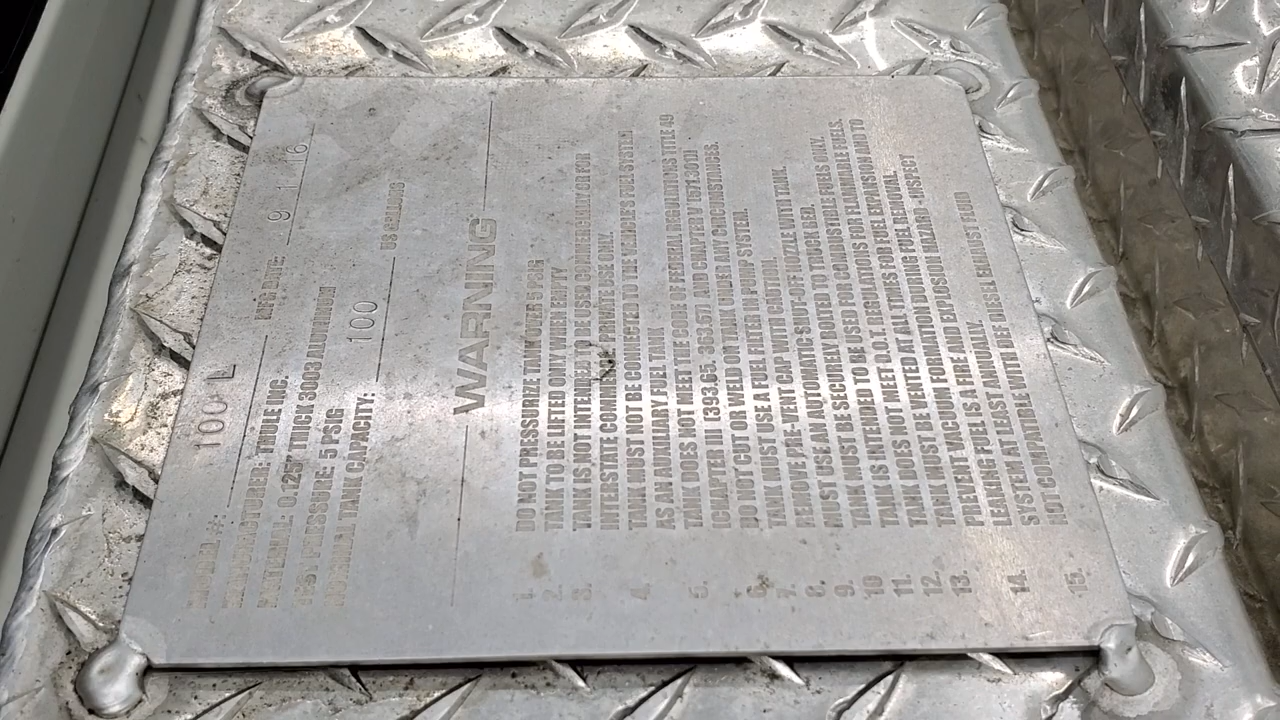 MODEL #: 100 L
MANUFACTURER: THOLE INC. MFG DATE: 9 1 16
MATERIAL: 0.125" THICK 3003 ALUMINUM
TEST PRESSURE: 5 PSIG
NOMINAL TANK CAPACITY: 100 US GALLONS
WARNING
1. DO NOT PRESSURIZE TANK OVER 5 PSIG
2. TANK TO BE LIFTED ONLY WHEN EMPTY
3. TANK IS NOT INTENDED TO BE USED COMMERCIALLY OR FOR
INTERSTATE COMMERCE, PRIVATE USE ONLY.
4. TANK MUST NOT BE CONNECTED TO THE VEHICLE'S FUEL SYSTEM
AS AN AUXILIARY FUEL TANK
5. TANK DOES NOT MEET THE CODE OF FEDERAL REGULATIONS TITLE 49
(CHAPTER III (393.65, 393.67) AND CHAPTER V (571.301))
6. DO NOT CUT OR WELD ON TANK UNDER ANY CIRCUMSTANCES.
7. TANK MUST USE A FUEL FILTER IN PUMP SYSTEM.
8. REMOVE PRE-VENT CAP WITH CAUTION.
9. MUST USE AN AUTOMATIC SHUT-OFF NOZZLE WITH TANK.
10. TANK MUST BE SECURELY BOLTED TO TRUCK BED.
11. TANK IS INTENDED TO BE USED FOR COMBUSTIBLE FUELS ONLY.
12. TANK DOES NOT MEET D.O.T. REGULATIONS FOR FLAMMABLE FUELS.
13. TANK MUST BE VENTED AT ALL TIMES FOR FUEL EXPANSION AND TO
PREVENT VACUUM FORMATION DURING FUEL REMOVAL.
14. LEAKING FUEL IS A FIRE AND EXPLOSION HAZARD - INSPECT
SYSTEM AT LEAST ANNUALLY.
15. NOT COMPATIBLE WITH DEF (DIESEL EXHAUST FLUID)